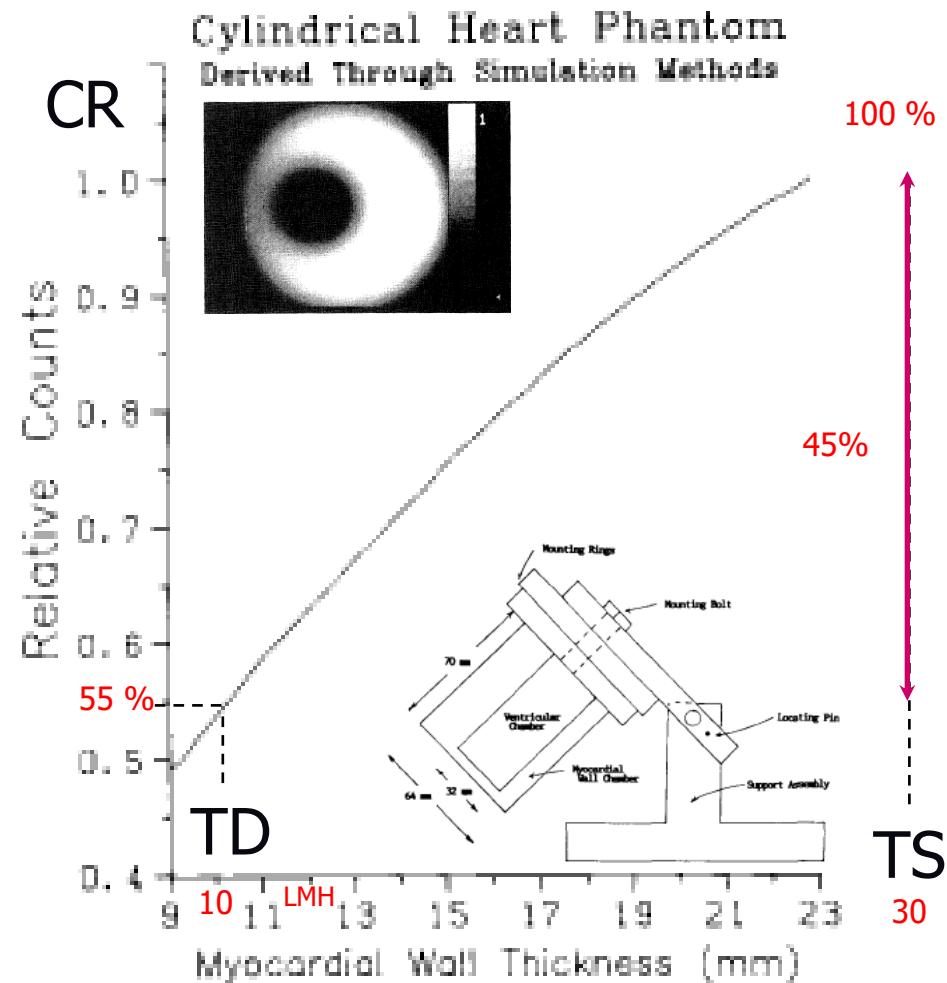 Cylindrical Heart Phantom
Derived Through Simulation Methods
CR
100 %
1
1.0
0.9
0.8
0.7
0.6
0.5
0.4
Relative Counts
45%
55 %
Mounting Rings
Mounting Bolt
70 mm
Ventricular
Chamber
Locating Pin
Myocardial
Wall Chamber
64 mm
32 mm
Support Assembly
TD
TS
10
LMH
30
9 11 13 15 17 19 21 23
Myocardial Wall Thickness (mm)